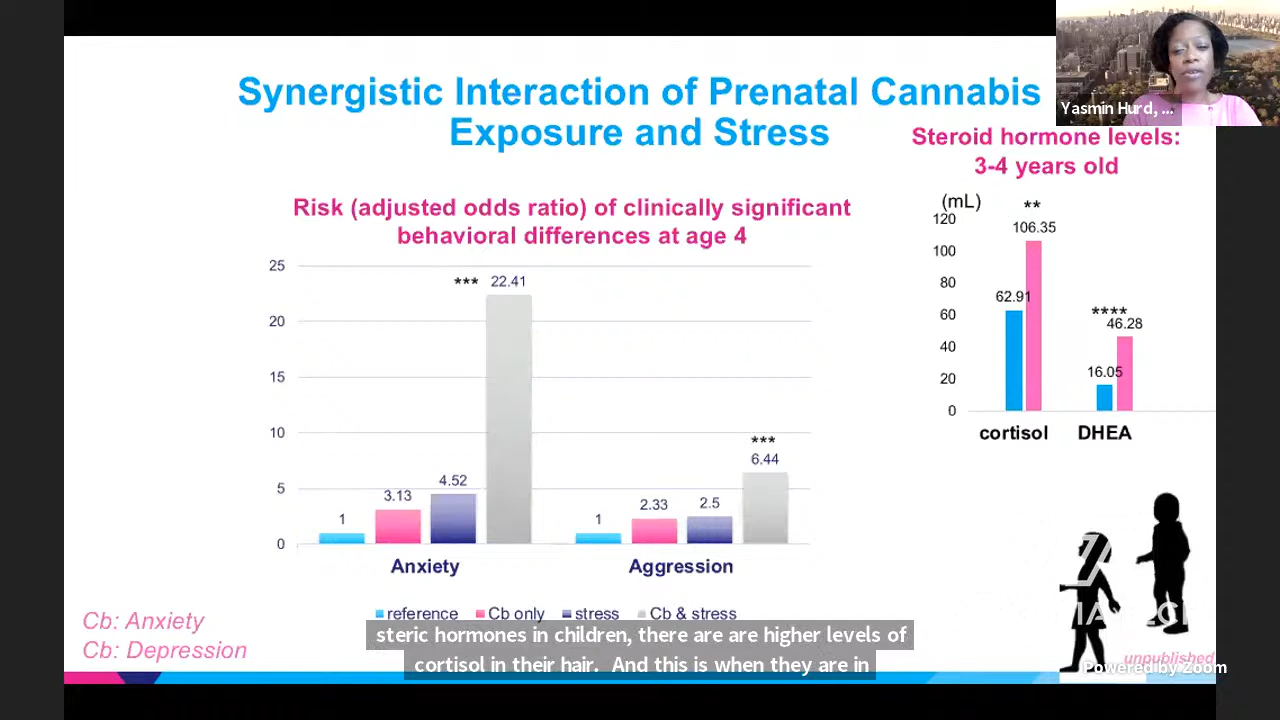 Synergistic Interaction of Prenatal Cannabis
Exposure and Stress
Yasmin Hurd, ...
Steroid hormone levels:
3-4 years old
Risk (adjusted odds ratio) of clinically significant
behavioral differences at age 4
25
20
15
10
5
0
1
3.13
4.52
*** 22.41
1
2.33
2.5
***
6.44
Anxiety
Aggression
reference
Cb only
stress
Cb & stress
(mL)
120
100
80
60
40
20
0
**
106.35
62.91
****
46.28
16.05
cortisol
DHEA
Cb: Anxiety
Cb: Depression
steric hormones in children, there are are higher levels of
cortisol in their hair. And this is when they are in
unpublished
Powered by Zoom